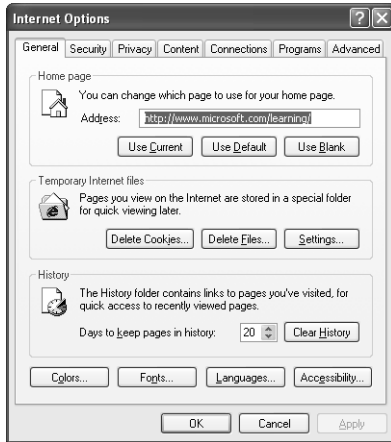 Internet Options
General Security Privacy Content Connections Programs Advanced
Home page
You can change which page to use for your home page.
Address: http://www.microsoft.com/learning/
Use Current Use Default Use Blank
Temporary Internet files
Pages you view on the Internet are stored in a special folder
for quick viewing later.
Delete Cookies... Delete Files... Settings...
History
The History folder contains links to pages you've visited, for
quick access to recently viewed pages.
Days to keep pages in history: 20 Clear History
Colors... Fonts... Languages... Accessibility...
OK Cancel Apply